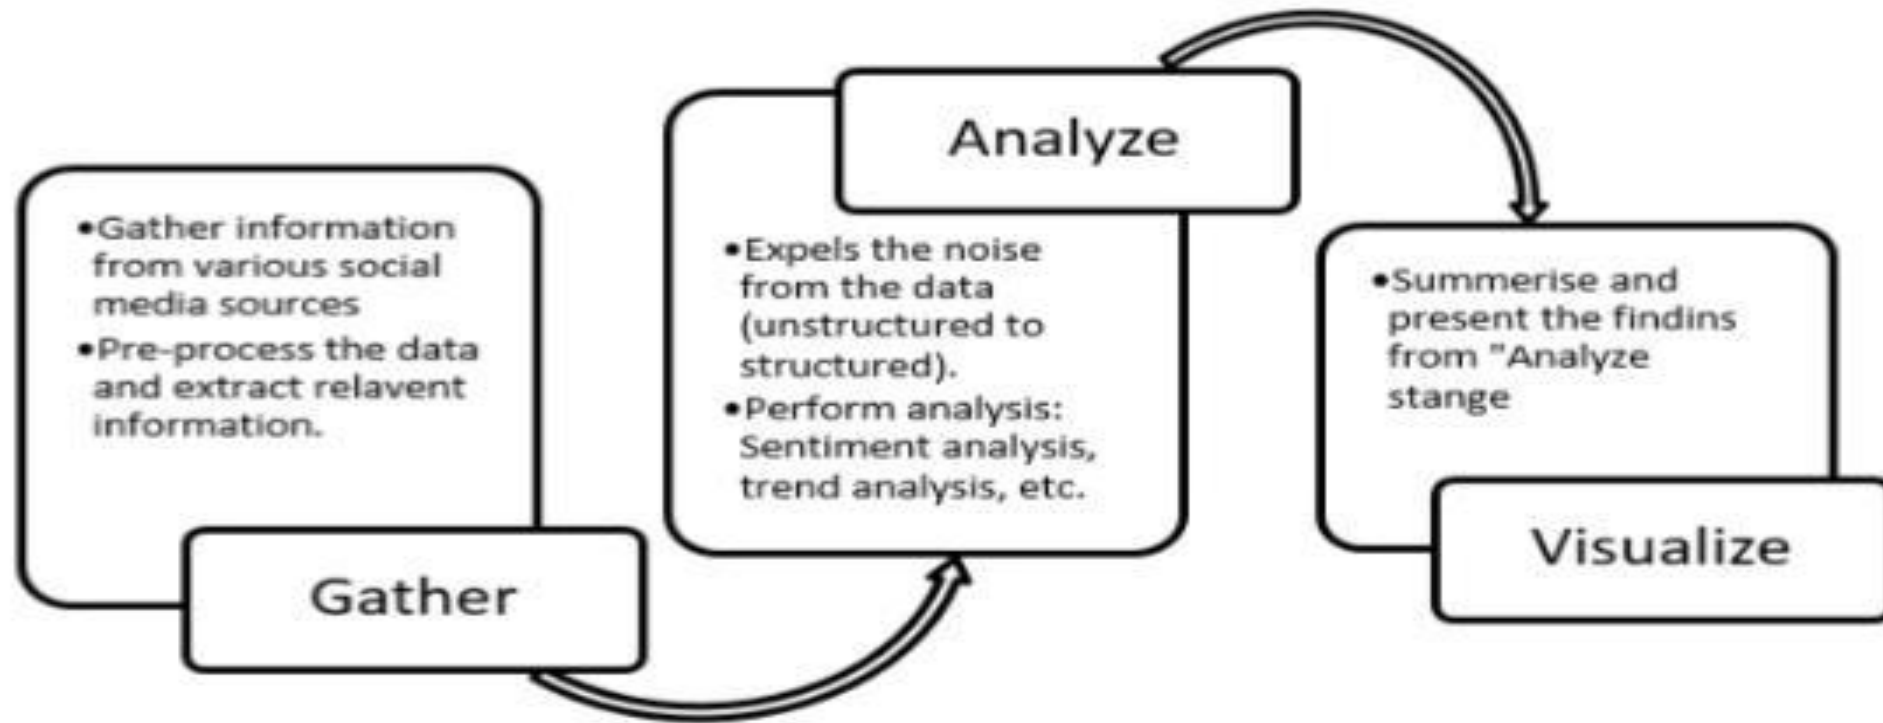 •Gather information
from various social
media sources
•Pre-process the data
and extract relavent
information.
Gather
Analyze
•Expels the noise
from the data
(unstructured to
structured).
•Perform analysis:
Sentiment analysis,
trend analysis, etc.
•Summerise and
present the findins
from "Analyze
stange
Visualize